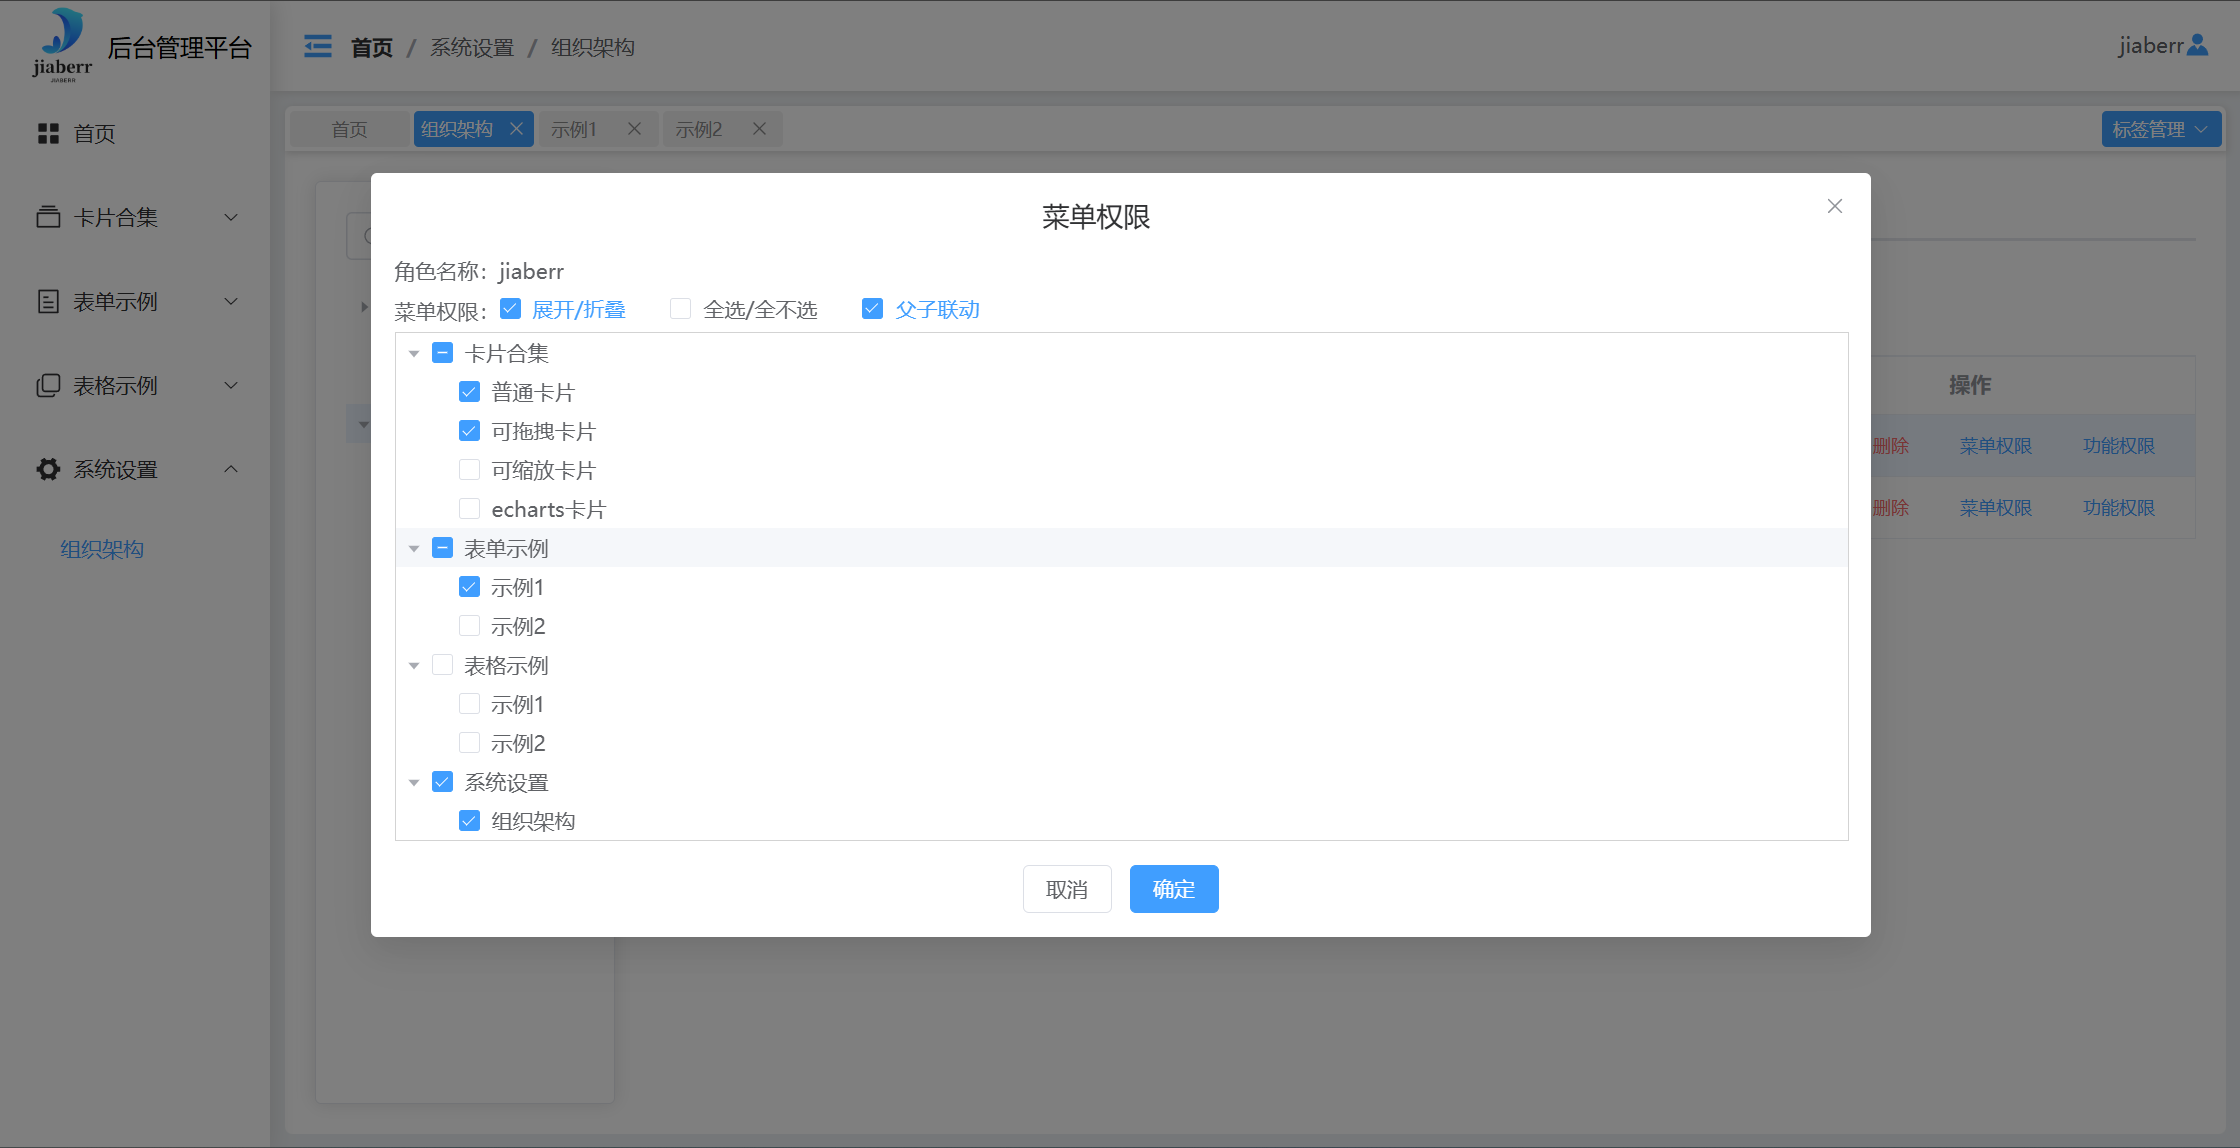 jiaberr
JIABERR
后台管理平台
首页 / 系统设置 / 组织架构
jiaberr
首页
卡片合集
表单示例
表格示例
系统设置
组织架构
首页
组织架构
示例1
示例2
标签管理
操作
删除 菜单权限 功能权限
删除 菜单权限 功能权限
菜单权限
角色名称：jiaberr
菜单权限：展开/折叠 全选/全不选 父子联动
卡片合集
普通卡片
可拖拽卡片
可缩放卡片
echarts卡片
表单示例
示例1
示例2
表格示例
示例1
示例2
系统设置
组织架构
取消 确定